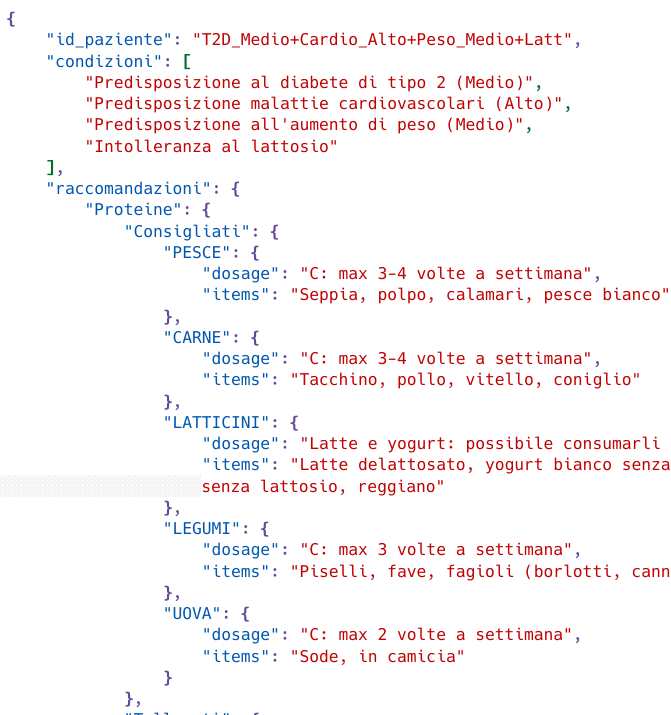 {
"id_paziente": "T2D_Medio+Cardio_Alto+Peso_Medio+Latt",
"condizioni": [
"Predisposizione al diabete di tipo 2 (Medio)",
"Predisposizione malattie cardiovascolari (Alto)",
"Predisposizione all'aumento di peso (Medio)",
"Intolleranza al lattosio"
],
"raccomandazioni": {
"Proteine": {
"Consigliati": {
"PESCE": {
"dosage": "C: max 3-4 volte a settimana",
"items": "Seppia, polpo, calamari, pesce bianco"
},
"CARNE": {
"dosage": "C: max 3-4 volte a settimana",
"items": "Tacchino, pollo, vitello, coniglio"
},
"LATTICINI": {
"dosage": "Latte e yogurt: possibile consumarli
"items": "Latte delattosato, yogurt bianco senza
senza lattosio, reggiano"
},
"LEGUMI": {
"dosage": "C: max 3 volte a settimana",
"items": "Piselli, fave, fagioli (borlotti, cann
},
"UOVA": {
"dosage": "C: max 2 volte a settimana",
"items": "Sode, in camicia"
}
},